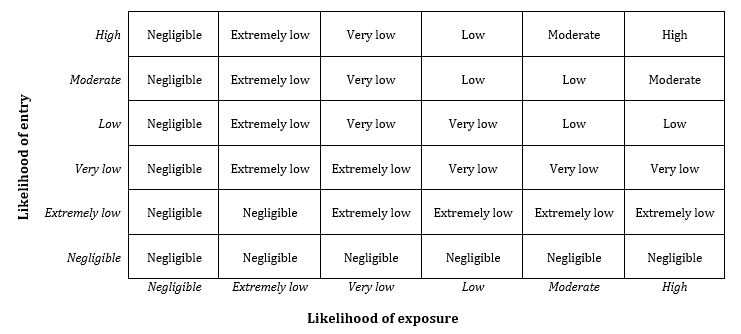 High Negligible Extremely low Very low Low Moderate High
Moderate Negligible Extremely low Very low Low Low Moderate
Low Negligible Extremely low Very low Very low Low Low
Very low Negligible Extremely low Extremely low Very low Very low Very low
Extremely low Negligible Negligible Extremely low Extremely low Extremely low Extremely low
Negligible Negligible Negligible Negligible Negligible Negligible Negligible
Negligible Extremely low Very low Low Moderate High
Likelihood of entry
Likelihood of exposure